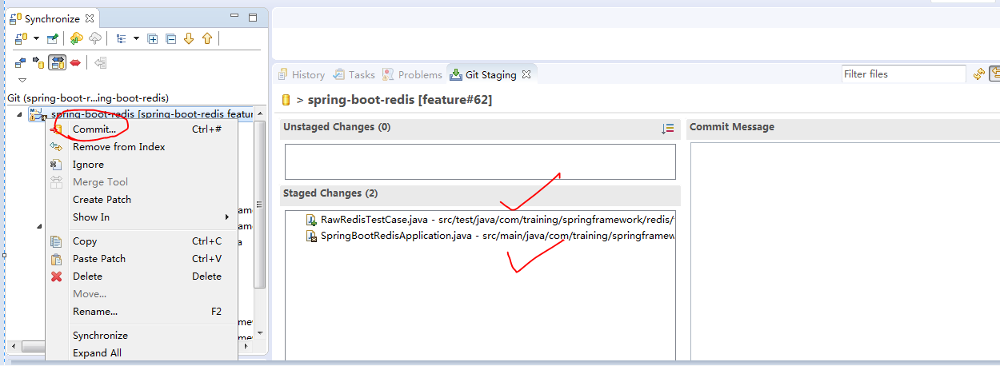 Synchronize
Git (spring-boot-r...ing-boot-redis)
spring-boot-redis [spring-boot-redis featur
Commit... Ctrl+#
Remove from Index
Ignore
Merge Tool
Create Patch
Show In
Copy Ctrl+C
Paste Patch Ctrl+V
Delete Delete
Move...
Rename... F2
Synchronize
Expand All
History Tasks Problems Git Staging Filter files
> spring-boot-redis [feature#62]
Unstaged Changes (0)
Staged Changes (2)
RawRedisTestCase.java - src/test/java/com/training/springframework/redis/
SpringBootRedisApplication.java - src/main/java/com/training/springframew
Commit Message